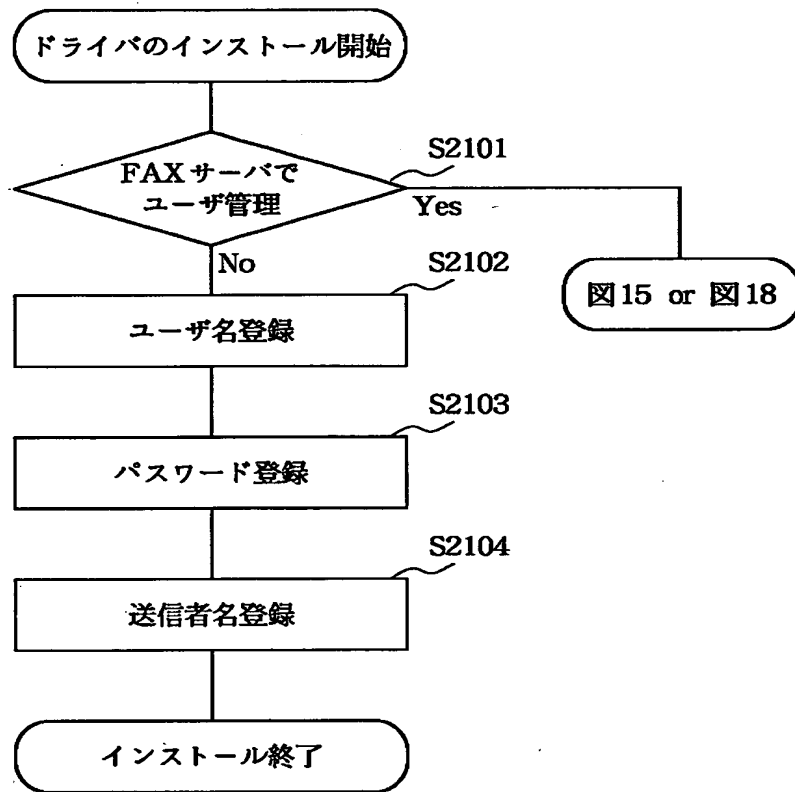 ドライバのインストール開始
S2101
FAXサーバで
ユーザ管理
Yes
No
図15 or 図18
S2102
ユーザ名登録
S2103
パスワード登録
S2104
送信者名登録
インストール終了